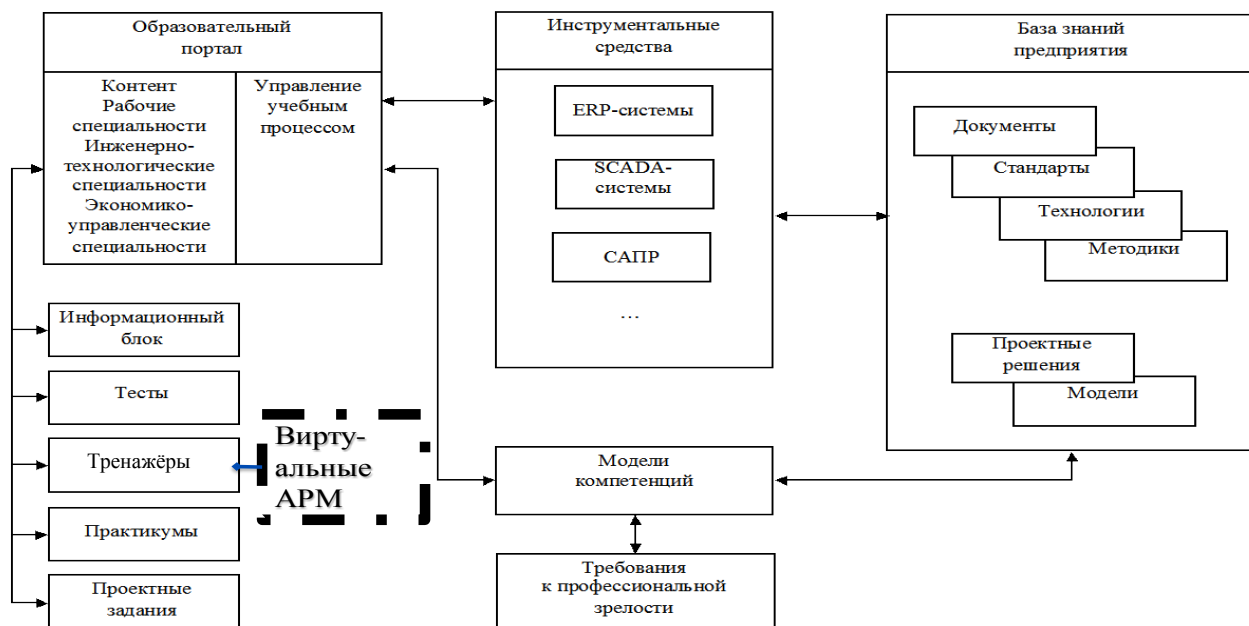 Образовательный
портал
Контент
Рабочие
специальности
Инженерно-
технологические
специальности
Экономико-
управленческие
специальности
Управление
учебным
процессом
Информационный
блок
Тесты
Тренажёры
Вирту-
альные
АРМ
Практикумы
Проектные
задания
Инструментальные
средства
ERP-системы
SCADA-
системы
САПР
...
Модели
компетенций
Требования
к профессиональной
зрелости
База знаний
предприятия
Документы
Стандарты
Технологии
Методики
Проектные
решения
Модели